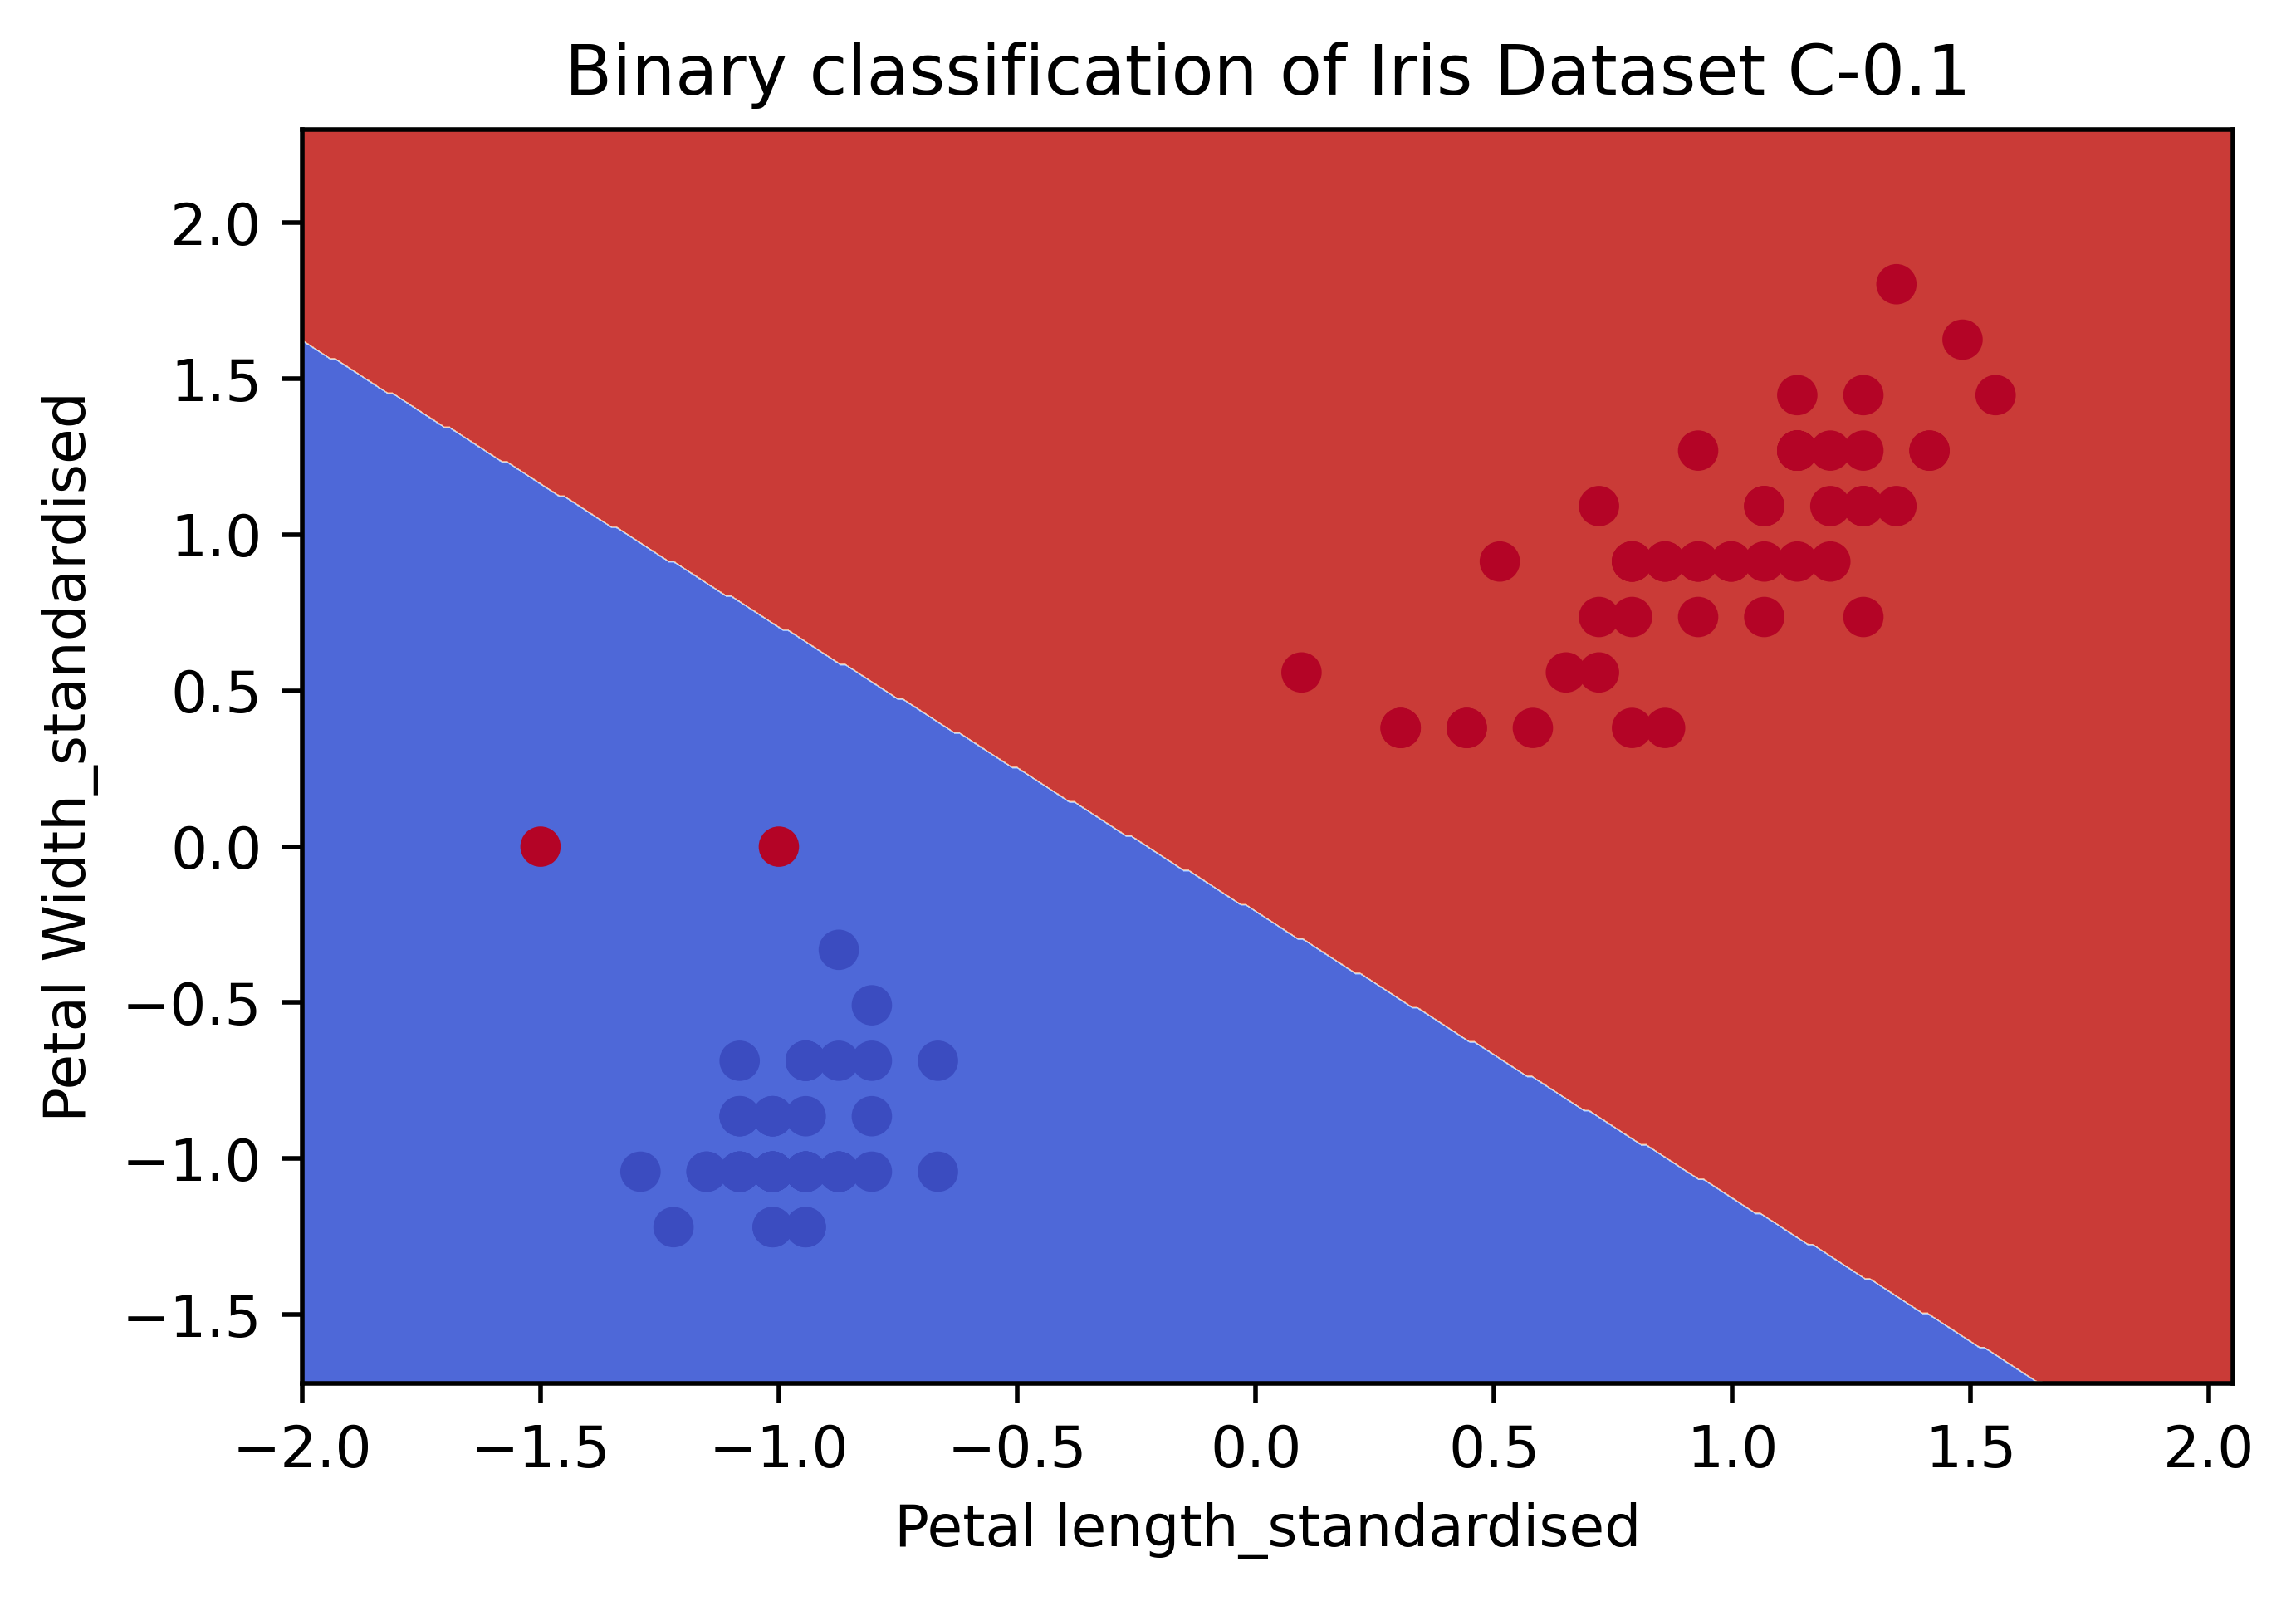 Binary classification of Iris Dataset C-0.1
2.0
1.5
1.0
0.5
0.0
−0.5
−1.0
−1.5
Petal Width_standardised
−2.0 −1.5 −1.0 −0.5 0.0 0.5 1.0 1.5 2.0
Petal length_standardised